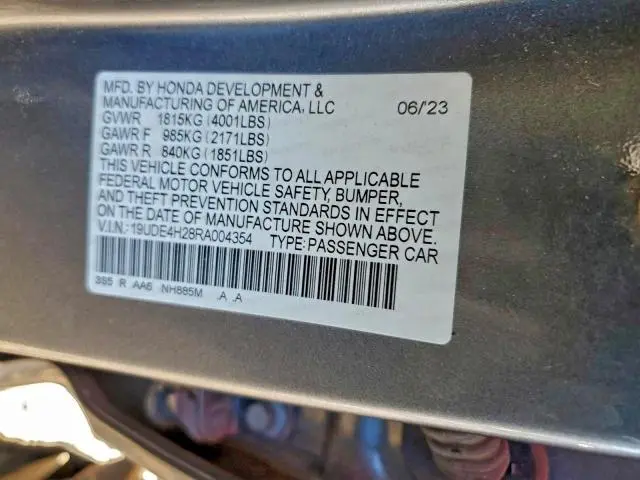 MFD. BY HONDA DEVELOPMENT &
MANUFACTURING OF AMERICA, LLC 06/'23
GVWR 1815KG (4001LBS)
GAWR F 985KG (2171LBS)
GAWR R 840KG (1851LBS)
THIS VEHICLE CONFORMS TO ALL APPLICABLE
FEDERAL MOTOR VEHICLE SAFETY, BUMPER,
AND THEFT PREVENTION STANDARDS IN EFFECT
ON THE DATE OF MANUFACTURE SHOWN ABOVE.
V.I.N.:19UDE4H28RA004354 TYPE:PASSENGER CAR
395 R AA6 NH885M .A .A